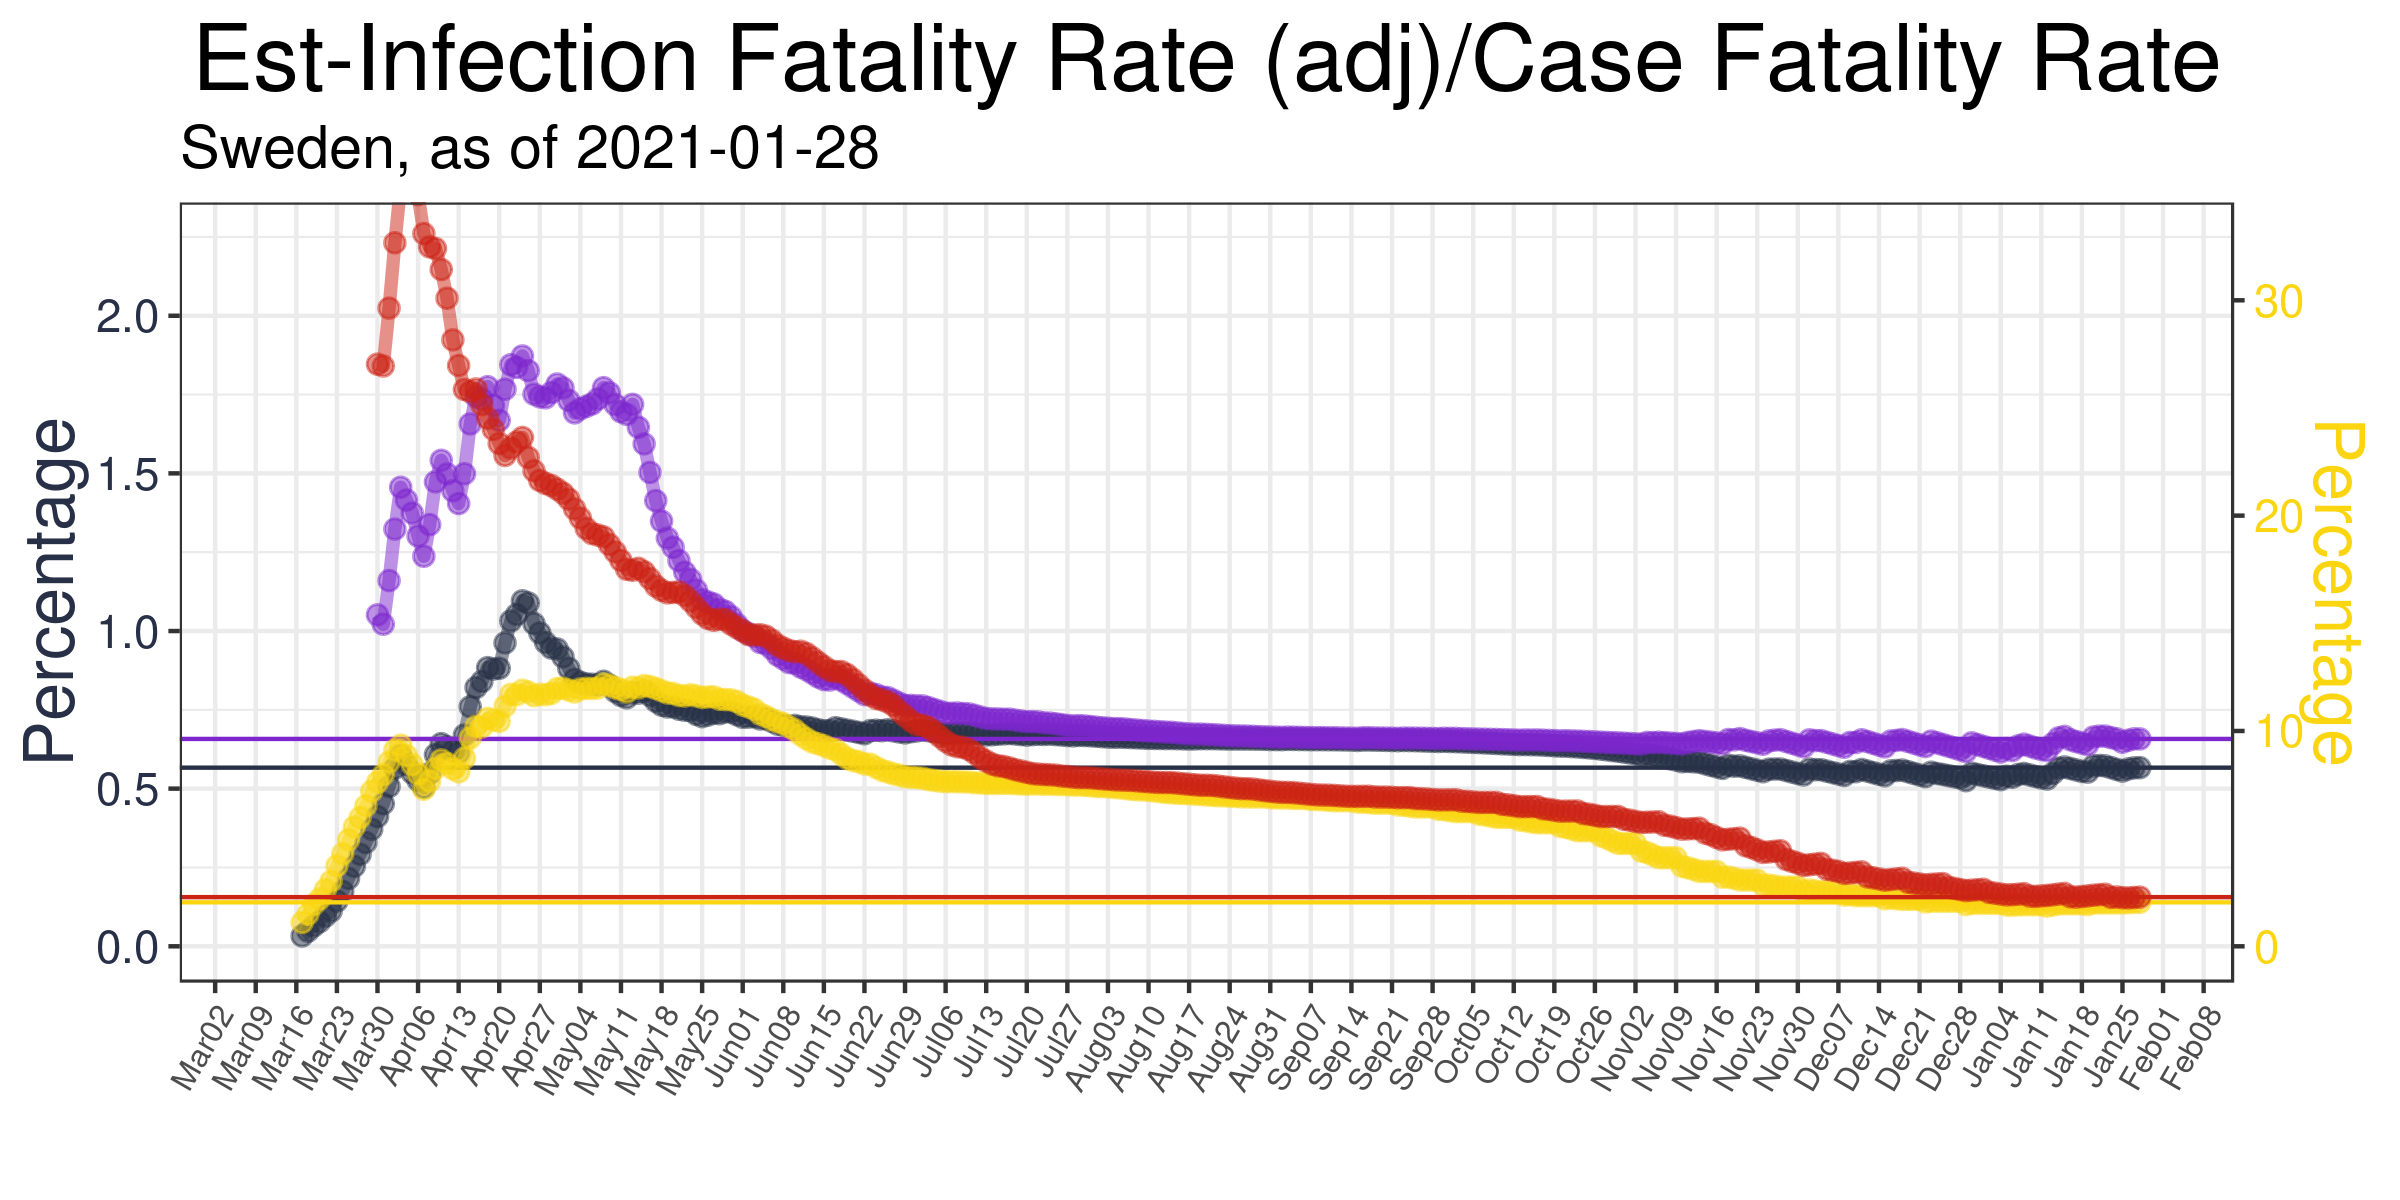 Est-Infection Fatality Rate (adj)/Case Fatality Rate
Sweden, as of 2021-01-28
Percentage
2.0
1.5
1.0
0.5
0.0
30
20
10
0
Percentage
Mar02
Mar09
Mar16
Mar23
Mar30
Apr06
Apr13
Apr20
Apr27
May04
May11
May18
May25
Jun01
Jun08
Jun15
Jun22
Jun29
Jul06
Jul13
Jul20
Jul27
Aug03
Aug10
Aug17
Aug24
Aug31
Sep07
Sep14
Sep21
Sep28
Oct05
Oct12
Oct19
Oct26
Nov02
Nov09
Nov16
Nov23
Nov30
Dec07
Dec14
Dec21
Dec28
Jan04
Jan11
Jan18
Jan25
Feb01
Feb08